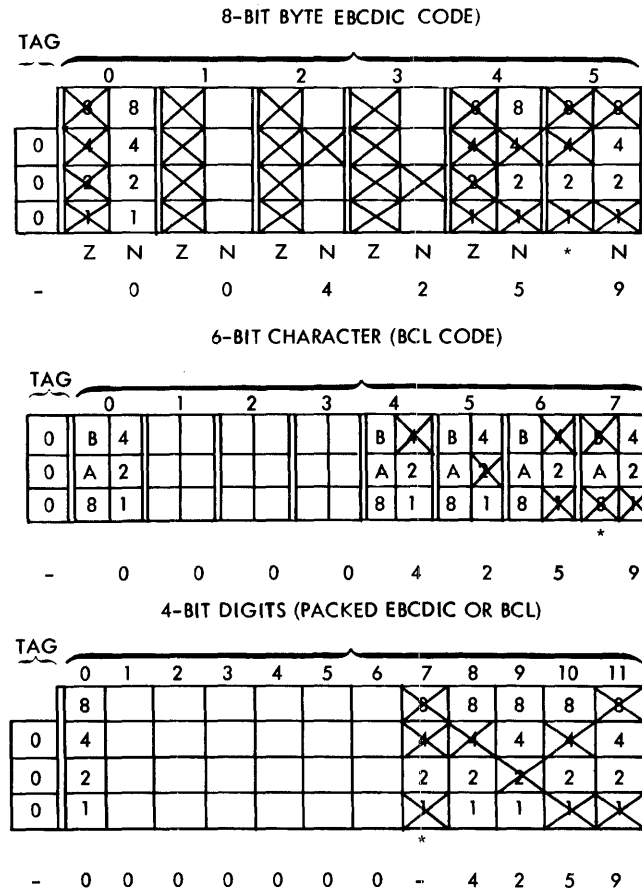 8-BIT BYTE EBCDIC CODE)
TAG
0 1 2 3 4 5
8 8 8 8 8 8
0 4 4 4 4 4 4
0 2 2 2 2 2 2
0 1 1 1 1 1 1
Z N Z N Z N Z N Z N * N
- 0 0 4 2 5 9
6-BIT CHARACTER (BCL CODE)
TAG
0 1 2 3 4 5 6 7
0 B 4 B 4 B 4 B 4 B 4
0 A 2 A 2 A 2 A 2 A 2
0 8 1 8 1 8 1 8 1 8 1
*
- 0 0 0 0 4 2 5 9
4-BIT DIGITS (PACKED EBCDIC OR BCL)
TAG
0 1 2 3 4 5 6 7 8 9 10 11
8 8 8 8 8 8
0 4 4 4 4 4 4
0 2 2 2 2 2 2
0 1 1 1 1 1 1
*
- 0 0 0 0 0 0 0 - 4 2 5 9